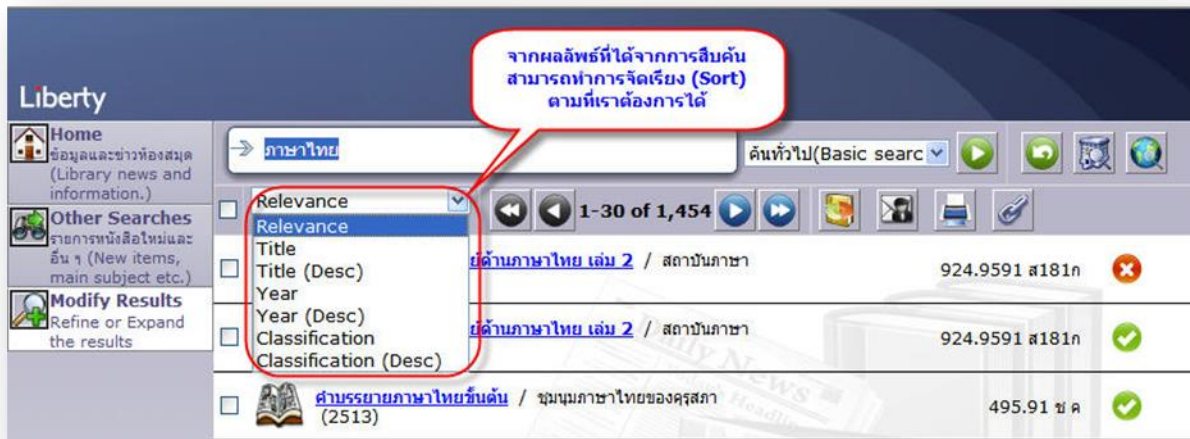 จากผลลัพธ์ที่ได้จากการสืบค้น
สามารถทำการจัดเรียง (Sort)
ตามที่เราต้องการได้
Liberty
Home
ข้อมูลและข่าวห้องสมุด
(Library news and
information.)
Other Searches
รายการหนังสือใหม่และ
อื่น ๆ (New items,
main subject etc.)
Modify Results
Refine or Expand
the results
ภาษาไทย
ค้นทั่วไป(Basic searc
Relevance
1-30 of 1,454
Relevance
Title
Title (Desc)
Year
Year (Desc)
Classification
Classification (Desc)
ด้านภาษาไทย เล่ม 2 / สถาบันภาษา
924.9591 ส181ก
ด้านภาษาไทย เล่ม 2 / สถาบันภาษา
924.9591 ส181ก
คำบรรยายภาษาไทยชั้นต้น / ชุมนุมภาษาไทยของคุรุสภา
(2513)
495.91 ช ค
Daily News
Headlin